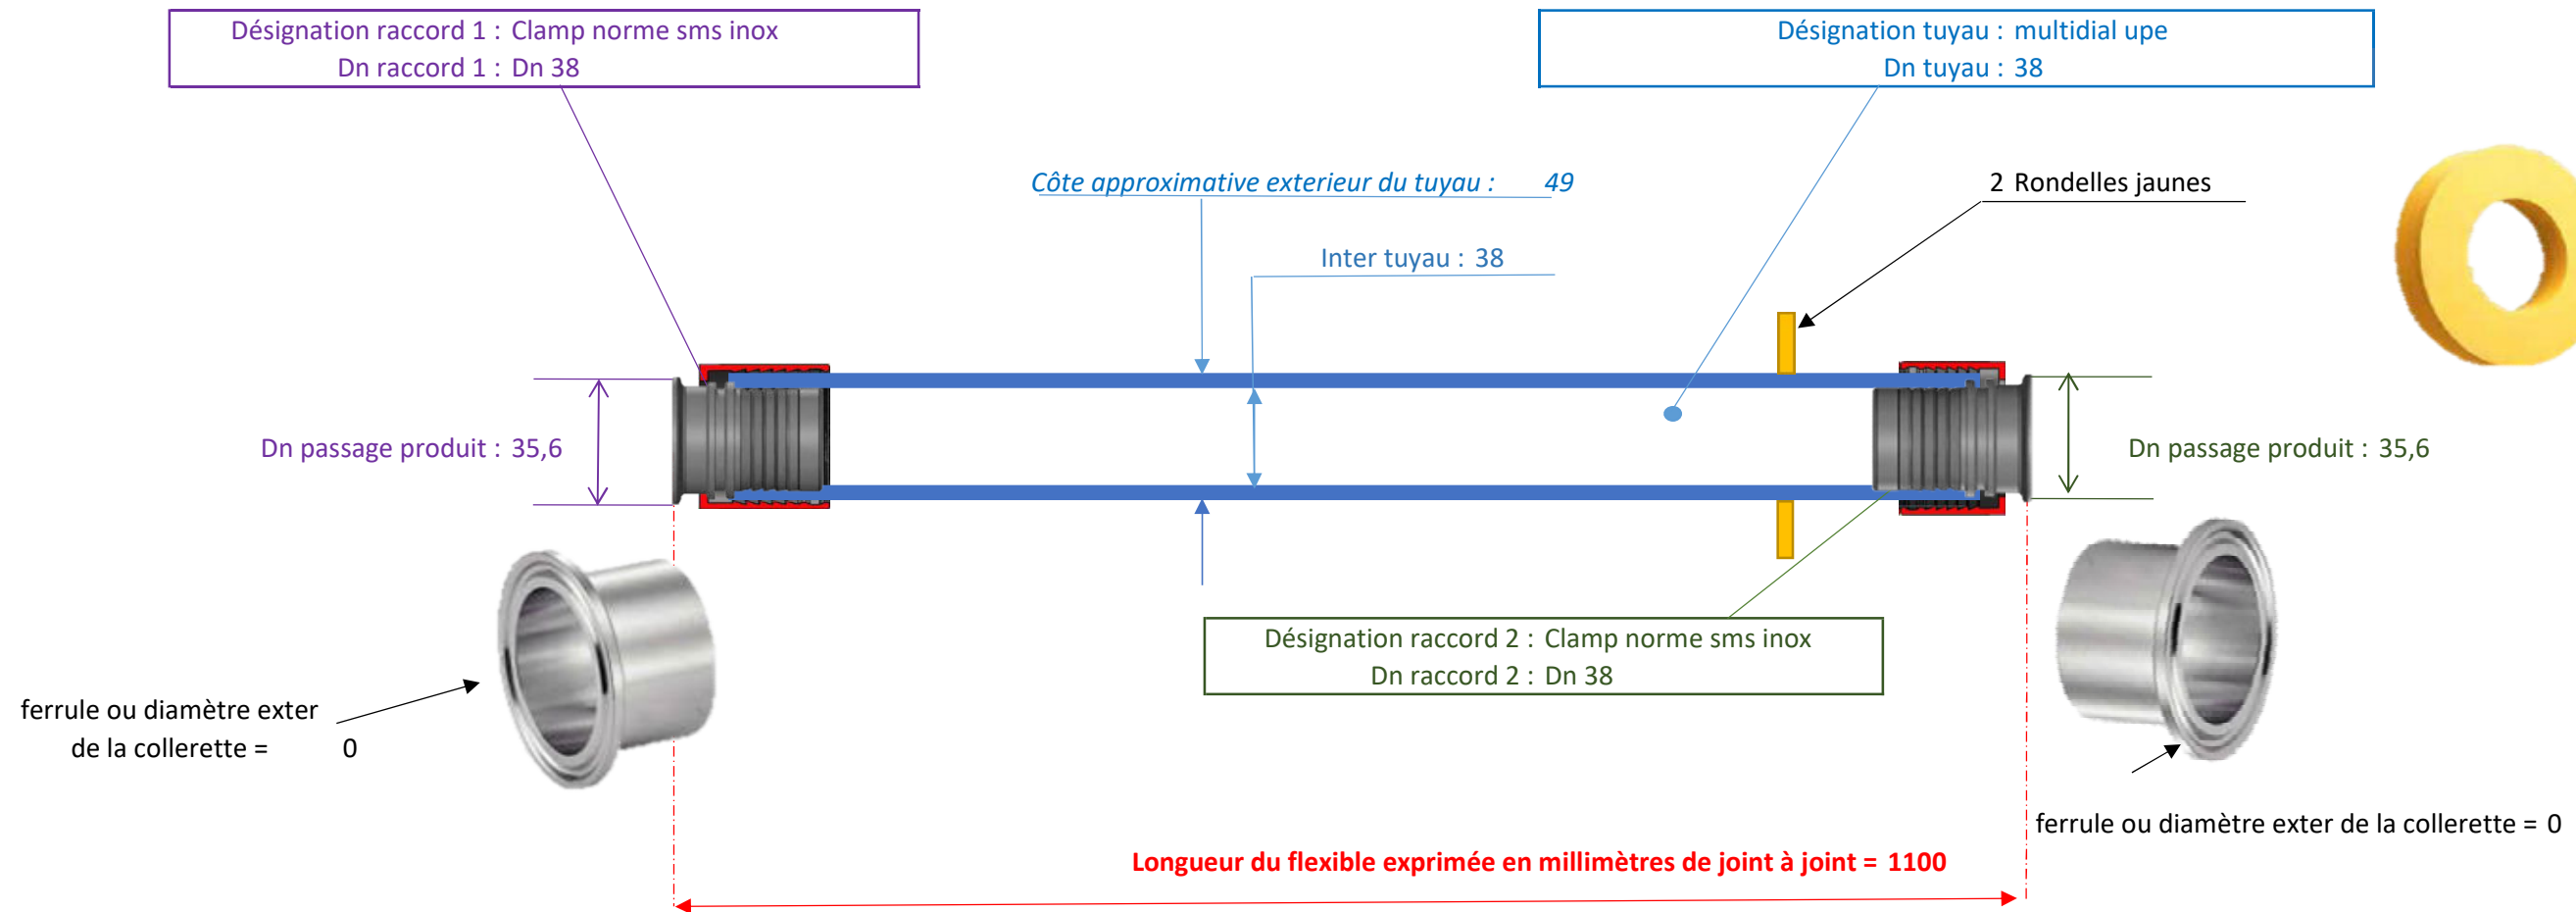 Désignation raccord 1 : Clamp norme sms inox
Dn raccord 1 : Dn 38
Désignation tuyau : multidial upe
Dn tuyau : 38
Côte approximative exterieur du tuyau : 49
2 Rondelles jaunes
Inter tuyau : 38
Dn passage produit : 35,6
Dn passage produit : 35,6
Désignation raccord 2 : Clamp norme sms inox
Dn raccord 2 : Dn 38
ferrule ou diamètre exter
de la collerette = 0
ferrule ou diamètre exter de la collerette = 0
Longueur du flexible exprimée en millimètres de joint à joint = 1100